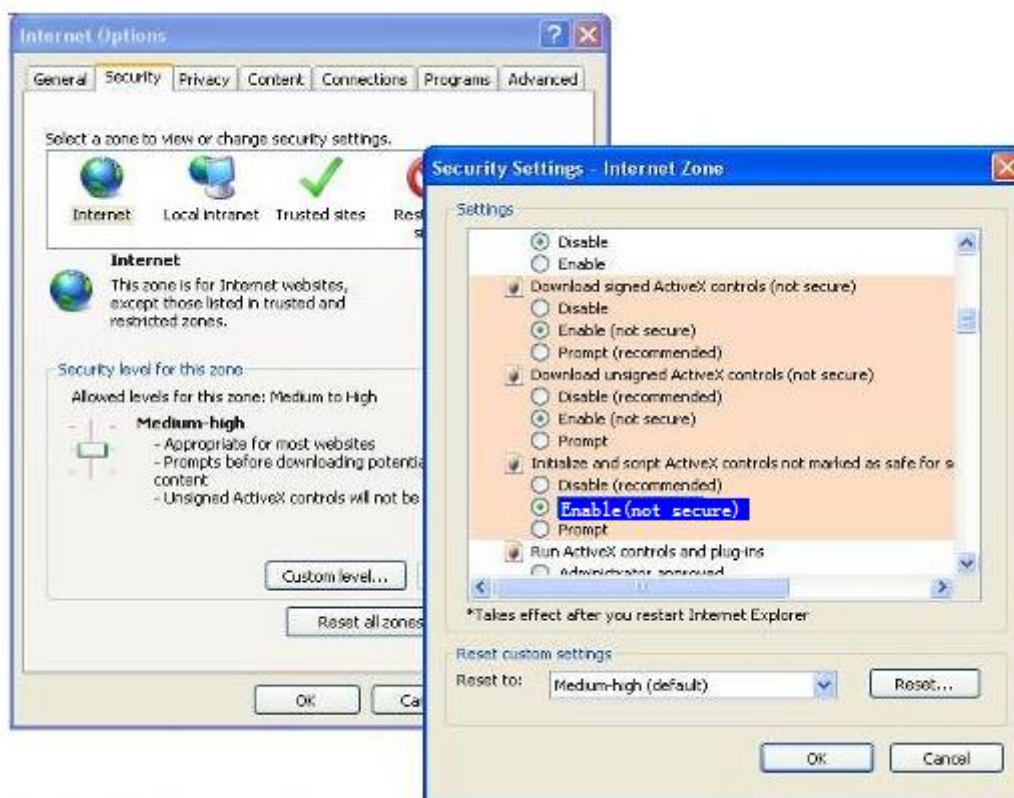 Internet Options
General Security Privacy Content Connections Programs Advanced
Select a zone to view or change security settings.
Internet Local intranet Trusted sites
Internet
This zone is for Internet websites,
except those listed in trusted and
restricted zones.
Security level for this zone
Allowed levels for this zone: Medium to High
Medium-high
- Appropriate for most websites
- Prompts before downloading
content
- Unsigned ActiveX controls will not be
Custom level...
Reset all zones
OK
Security Settings - Internet Zone
Settings
Disable
Enable
Download signed ActiveX controls (not secure)
Disable
Enable (not secure)
Prompt (recommended)
Download unsigned ActiveX controls (not secure)
Disable (recommended)
Enable (not secure)
Prompt
Initialize and script ActiveX controls not marked as safe for s
Disable (recommended)
Enable(not secure)
Prompt
Run ActiveX controls and plug-ins
Administrator approved
*Takes effect after you restart Internet Explorer
Reset custom settings
Reset to: Medium-high (default) Reset...
OK Cancel